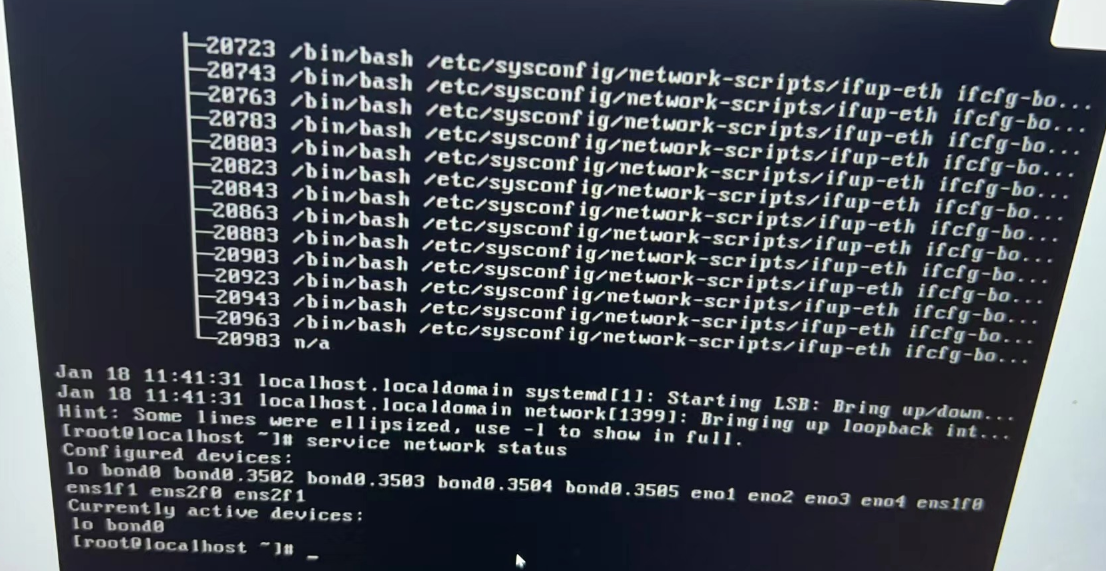 ├─20723 /bin/bash /etc/sysconfig/network-scripts/ifup-eth ifcfg-bo...
├─20743 /bin/bash /etc/sysconfig/network-scripts/ifup-eth ifcfg-bo...
├─20763 /bin/bash /etc/sysconfig/network-scripts/ifup-eth ifcfg-bo...
├─20783 /bin/bash /etc/sysconfig/network-scripts/ifup-eth ifcfg-bo...
├─20803 /bin/bash /etc/sysconfig/network-scripts/ifup-eth ifcfg-bo...
├─20823 /bin/bash /etc/sysconfig/network-scripts/ifup-eth ifcfg-bo...
├─20843 /bin/bash /etc/sysconfig/network-scripts/ifup-eth ifcfg-bo...
├─20863 /bin/bash /etc/sysconfig/network-scripts/ifup-eth ifcfg-bo...
├─20883 /bin/bash /etc/sysconfig/network-scripts/ifup-eth ifcfg-bo...
├─20903 /bin/bash /etc/sysconfig/network-scripts/ifup-eth ifcfg-bo...
├─20923 /bin/bash /etc/sysconfig/network-scripts/ifup-eth ifcfg-bo...
├─20943 /bin/bash /etc/sysconfig/network-scripts/ifup-eth ifcfg-bo...
├─20963 /bin/bash /etc/sysconfig/network-scripts/ifup-eth ifcfg-bo...
└─20983 n/a
Jan 18 11:41:31 localhost.localdomain systemd[1]: Starting LSB: Bring up/down...
Jan 18 11:41:31 localhost.localdomain network[1399]: Bringing up loopback int...
Hint: Some lines were ellipsized, use -l to show in full.
[root@localhost ~]# service network status
Configured devices:
lo bond0 bond0.3502 bond0.3503 bond0.3504 bond0.3505 eno1 eno2 eno3 eno4 ens1f0
ens1f1 ens2f0 ens2f1
Currently active devices:
lo bond0
[root@localhost ~]# _